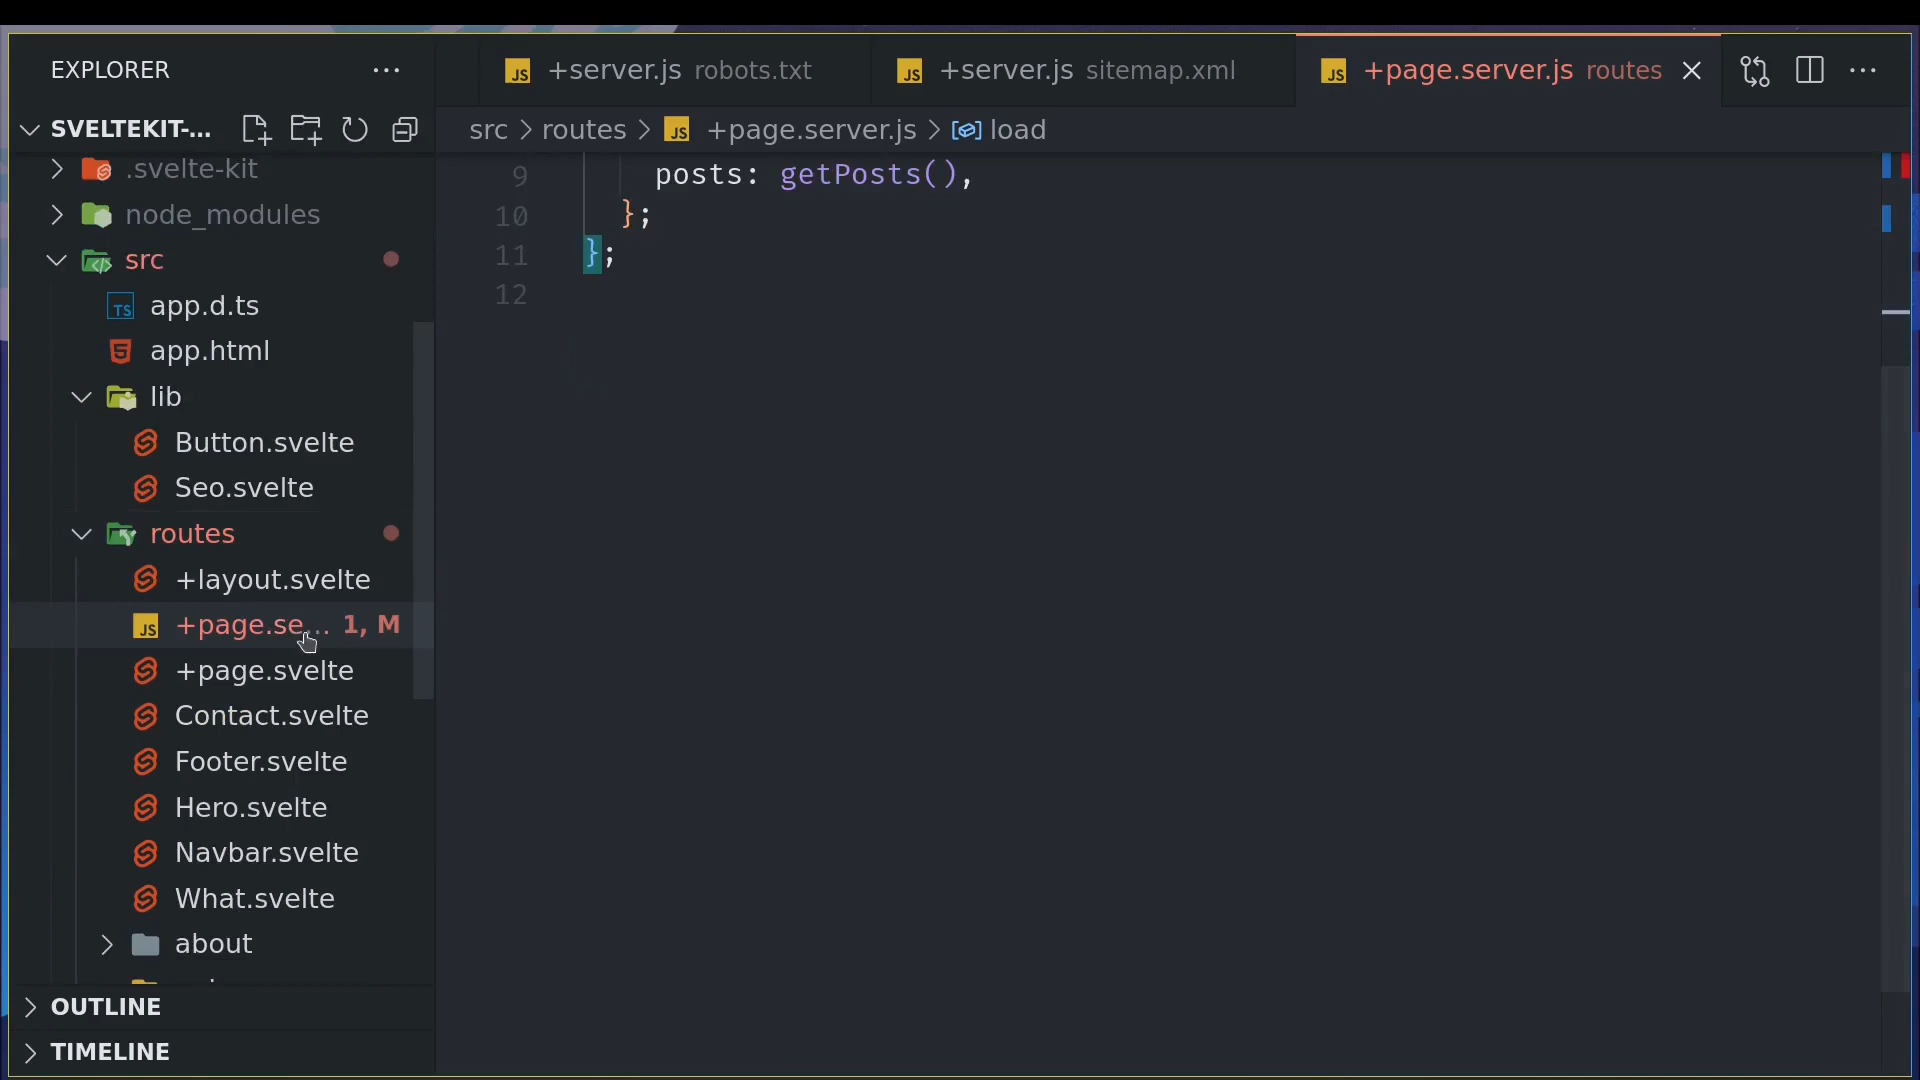 EXPLORER
+server.js robots.txt
+server.js sitemap.xml
+page.server.js routes
SVELTEKIT-...
src > routes > JS +page.server.js > load
.svelte-kit
node_modules
src
TS app.d.ts
app.html
lib
Button.svelte
Seo.svelte
routes
+layout.svelte
JS +page.se... 1, M
+page.svelte
Contact.svelte
Footer.svelte
Hero.svelte
Navbar.svelte
What.svelte
about
OUTLINE
TIMELINE
9 posts: getPosts(),
10 };
11 };
12